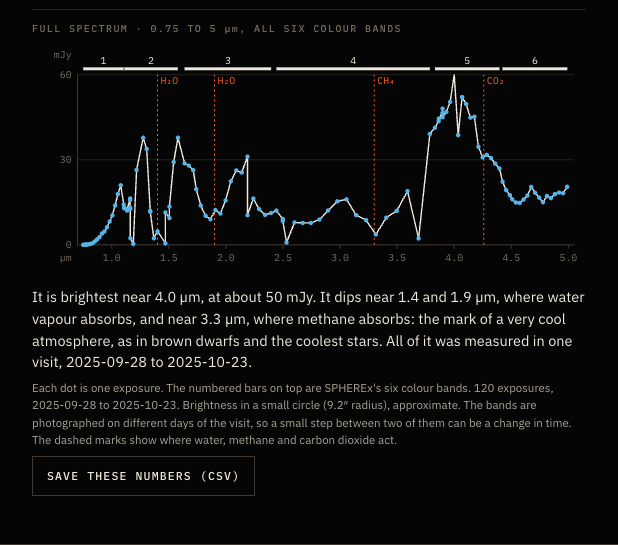 FULL SPECTRUM · 0.75 TO 5 µm, ALL SIX COLOUR BANDS
mJy
1 2 3 4 5 6
60
H₂O H₂O CH₄ CO₂
30
0
µm 1.0 1.5 2.0 2.5 3.0 3.5 4.0 4.5 5.0
It is brightest near 4.0 µm, at about 50 mJy. It dips near 1.4 and 1.9 µm, where water
vapour absorbs, and near 3.3 µm, where methane absorbs: the mark of a very cool
atmosphere, as in brown dwarfs and the coolest stars. All of it was measured in one
visit, 2025-09-28 to 2025-10-23.
Each dot is one exposure. The numbered bars on top are SPHEREx's six colour bands. 120 exposures,
2025-09-28 to 2025-10-23. Brightness in a small circle (9.2″ radius), approximate. The bands are
photographed on different days of the visit, so a small step between two of them can be a change in time.
The dashed marks show where water, methane and carbon dioxide act.
SAVE THESE NUMBERS (CSV)